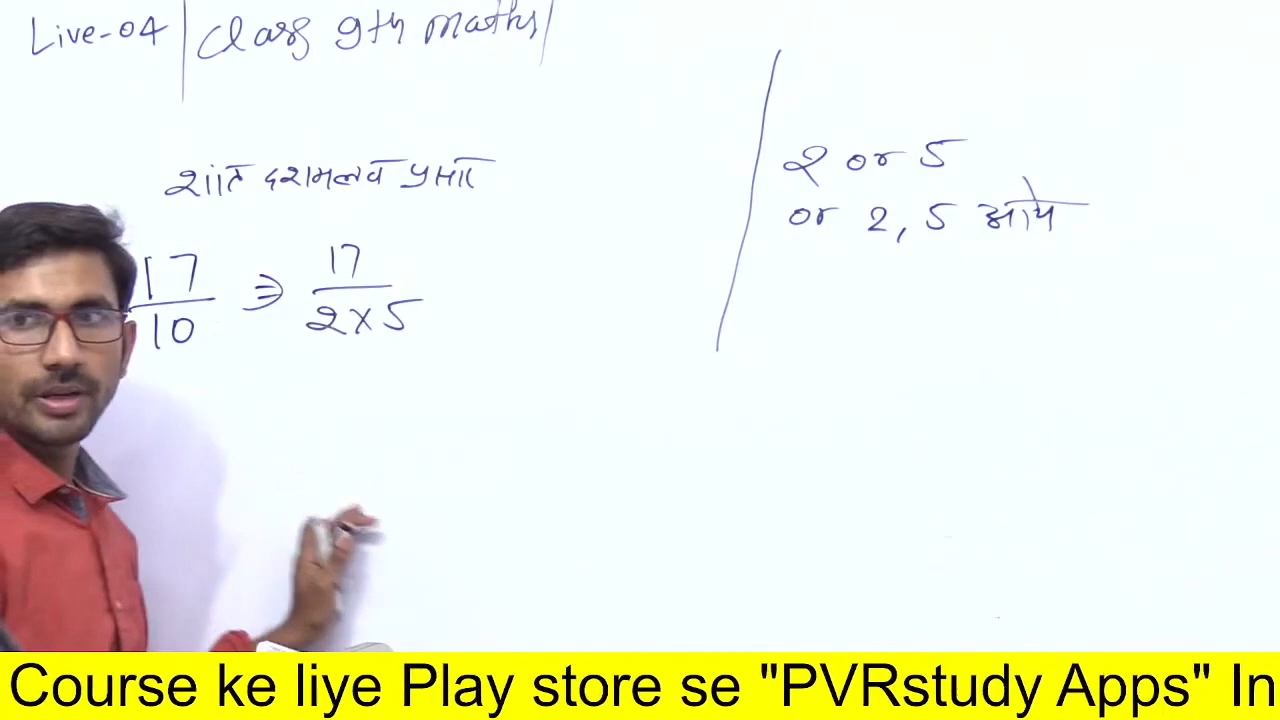 Live-04 | Class 9th maths |
शांत दशमलव प्रसार
17/10 ⇒ 17/2×5
2 or 5
or 2, 5 आये
Course ke liye Play store se "PVRstudy Apps" In